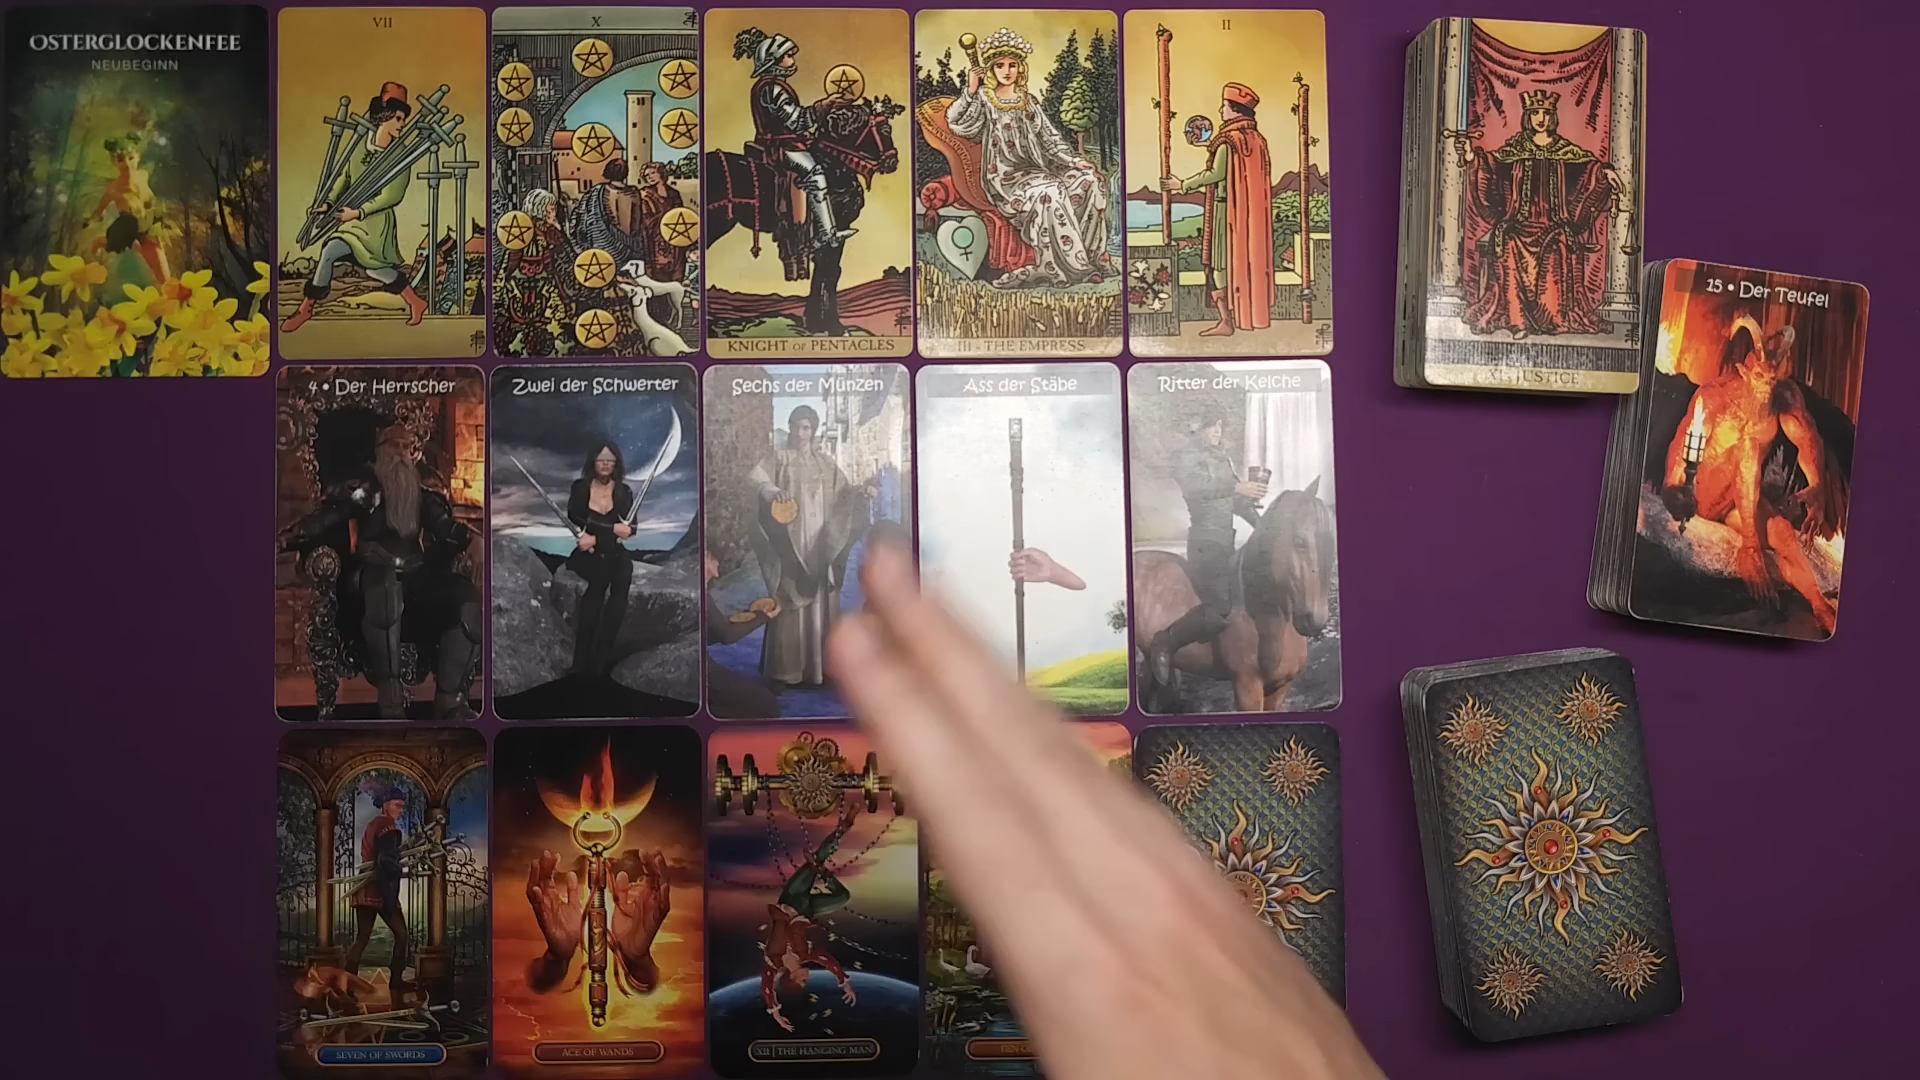 OSTERGLOCKENFEE
NEUBEGINN
VII
X
KNIGHT OF PENTACLES
III - THE EMPRESS
II
XI - JUSTICE
15 • Der Teufel
4 • Der Herrscher
Zwei der Schwerter
Sechs der Münzen
Ass der Stäbe
Ritter der Kelche
SEVEN OF SWORDS
ACE OF WANDS
XII THE HANGING MAN
TEN